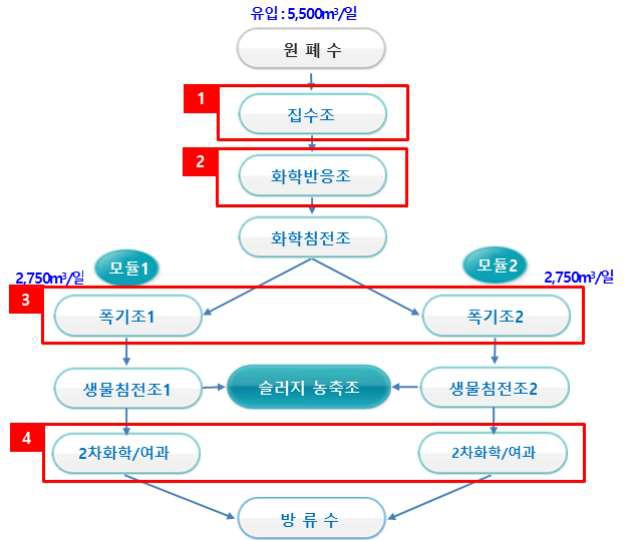 유입 : 5,500m³/일
원 폐 수
1
집수조
2
화학반응조
화학침전조
모듈1
모듈2
2,750m³/일
2,750m³/일
3
폭기조1
폭기조2
생물침전조1
슬러지 농축조
생물침전조2
4
2차화학/여과
2차화학/여과
방 류 수